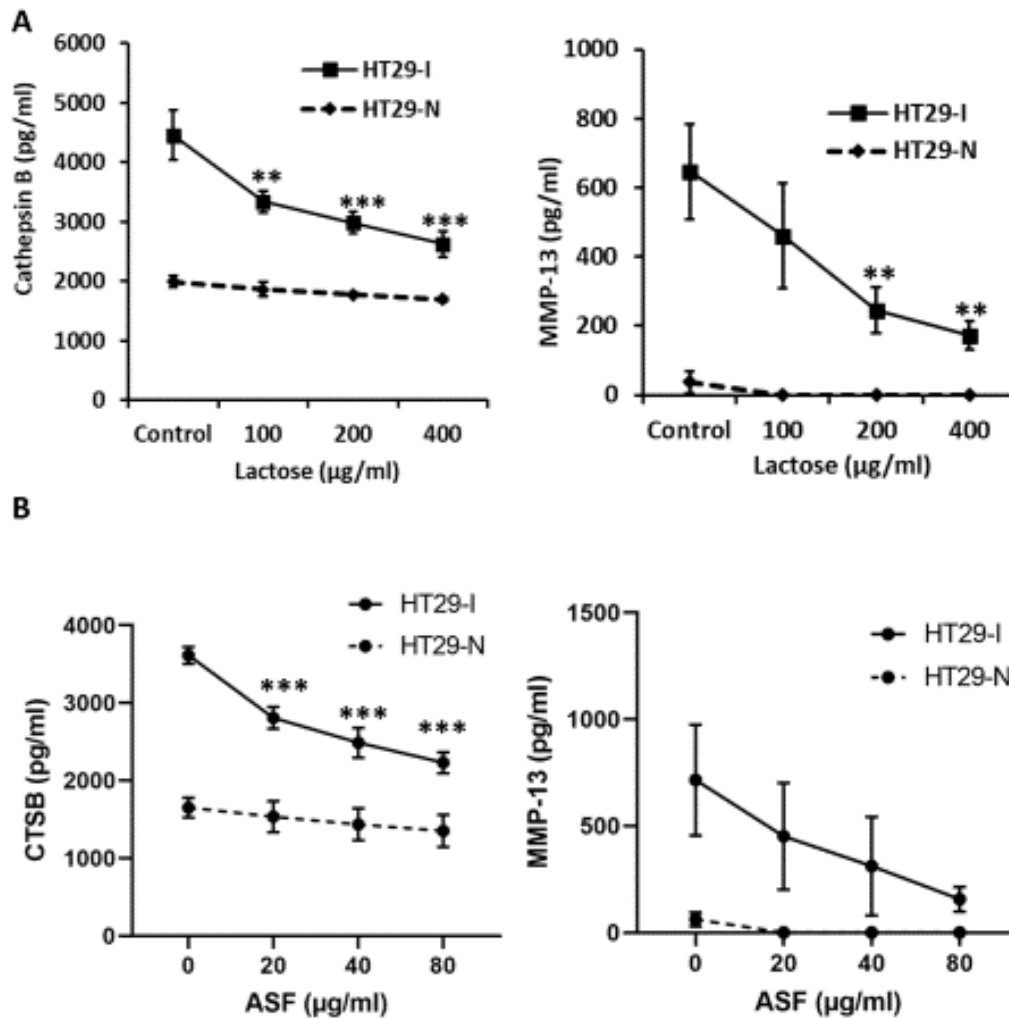 A
Cathepsin B (pg/ml)
6000
5000
4000
3000
2000
1000
0
HT29-I
HT29-N
**
***
***
Control 100 200 400
Lactose (µg/ml)
MMP-13 (pg/ml)
1000
800
600
400
200
0
HT29-I
HT29-N
**
**
Control 100 200 400
Lactose (µg/ml)
B
CTSB (pg/ml)
4000
3000
2000
1000
0
HT29-I
HT29-N
***
***
***
0 20 40 80
ASF (µg/ml)
MMP-13 (pg/ml)
1500
1000
500
0
HT29-I
HT29-N
0 20 40 80
ASF (µg/ml)